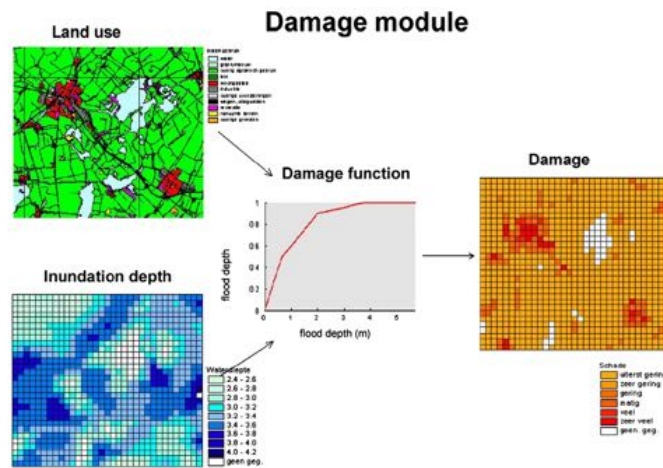 Damage module
Land use
water
wegen, vliegvelden
recreatie
Inundation depth
Waterdiepte
2.4 - 2.6
2.6 - 2.8
2.8 - 3.0
3.0 - 3.2
3.2 - 3.4
3.4 - 3.6
3.6 - 3.8
3.8 - 4.0
4.0 - 4.2
geen geg.
Damage function
flood depth
1
0.8
0.6
0.4
0.2
0
0 1 2 3 4 5
flood depth (m)
Damage
Schade
uiterst gering
zeer gering
gering
matig
veel
zeer veel
geen geg.